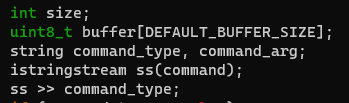 int size;
uint8_t buffer[DEFAULT_BUFFER_SIZE];
string command_type, command_arg;
istringstream ss(command);
ss >> command_type;